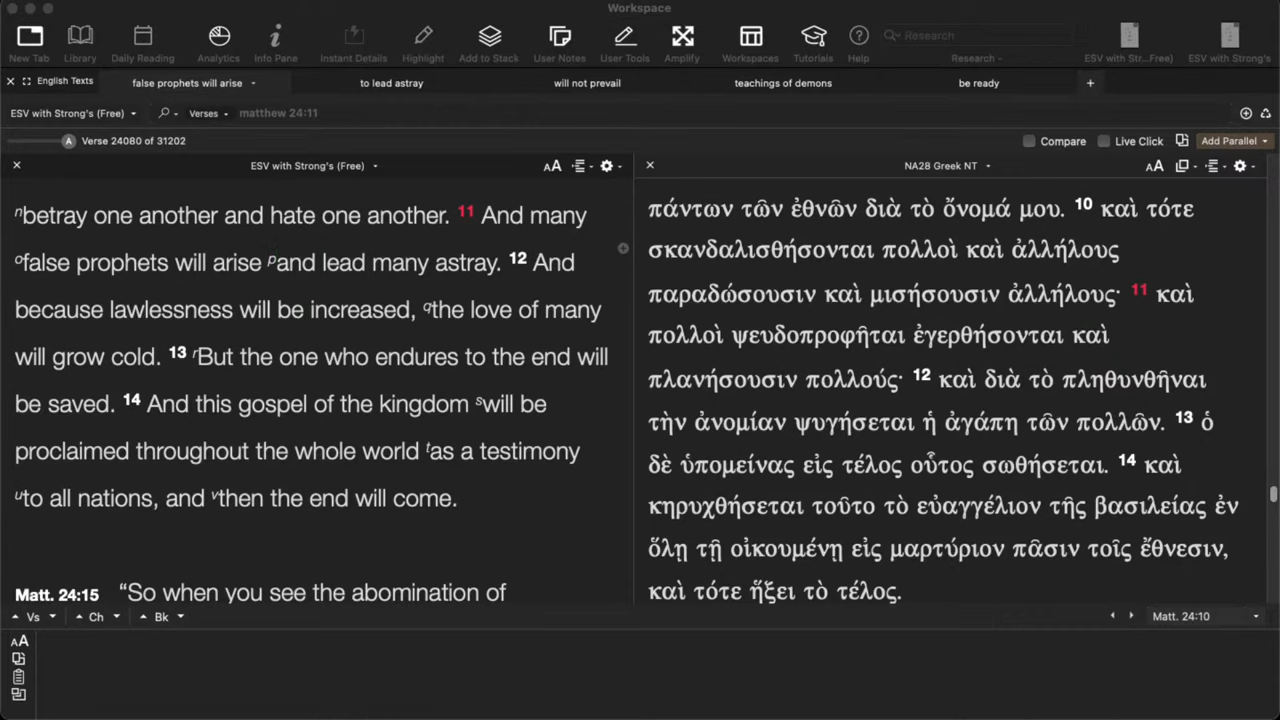 Workspace
New Tab
Library
Daily Reading
Analytics
Info Pane
Instant Details
Highlight
Add to Stack
User Notes
User Tools
Amplify
Workspaces
Tutorials
Help
Research
Research
ESV with Str...(Free)
ESV with Strong's
English Texts
false prophets will arise
to lead astray
will not prevail
teachings of demons
be ready
+
ESV with Strong's (Free)
Verses
matthew 24:11
A
Verse 24080 of 31202
Compare
Live Click
Add Parallel
ESV with Strong's (Free)
AA
ⁿbetray one another and hate one another. 11 And many
ᵒfalse prophets will arise ᵖand lead many astray. 12 And
because lawlessness will be increased, qthe love of many
will grow cold. 13 ʳBut the one who endures to the end will
be saved. 14 And this gospel of the kingdom ˢwill be
proclaimed throughout the whole world ᵗas a testimony
ᵘto all nations, and ᵛthen the end will come.
Matt. 24:15 “So when you see the abomination of
NA28 Greek NT
AA
πάντων τῶν ἐθνῶν διὰ τὸ ὄνομά μου. 10 καὶ τότε
σκανδαλισθήσονται πολλοὶ καὶ ἀλλήλους
παραδώσουσιν καὶ μισήσουσιν ἀλλήλους· 11 καὶ
πολλοὶ ψευδοπροφῆται ἐγερθήσονται καὶ
πλανήσουσιν πολλούς· 12 καὶ διὰ τὸ πληθυνθῆναι
τὴν ἀνομίαν ψυγήσεται ἡ ἀγάπη τῶν πολλῶν. 13 ὁ
δὲ ὑπομείνας εἰς τέλος οὗτος σωθήσεται. 14 καὶ
κηρυχθήσεται τοῦτο τὸ εὐαγγέλιον τῆς βασιλείας ἐν
ὅλῃ τῇ οἰκουμένῃ εἰς μαρτύριον πᾶσιν τοῖς ἔθνεσιν,
καὶ τότε ἥξει τὸ τέλος.
Vs
Ch
Bk
Matt. 24:10
AA